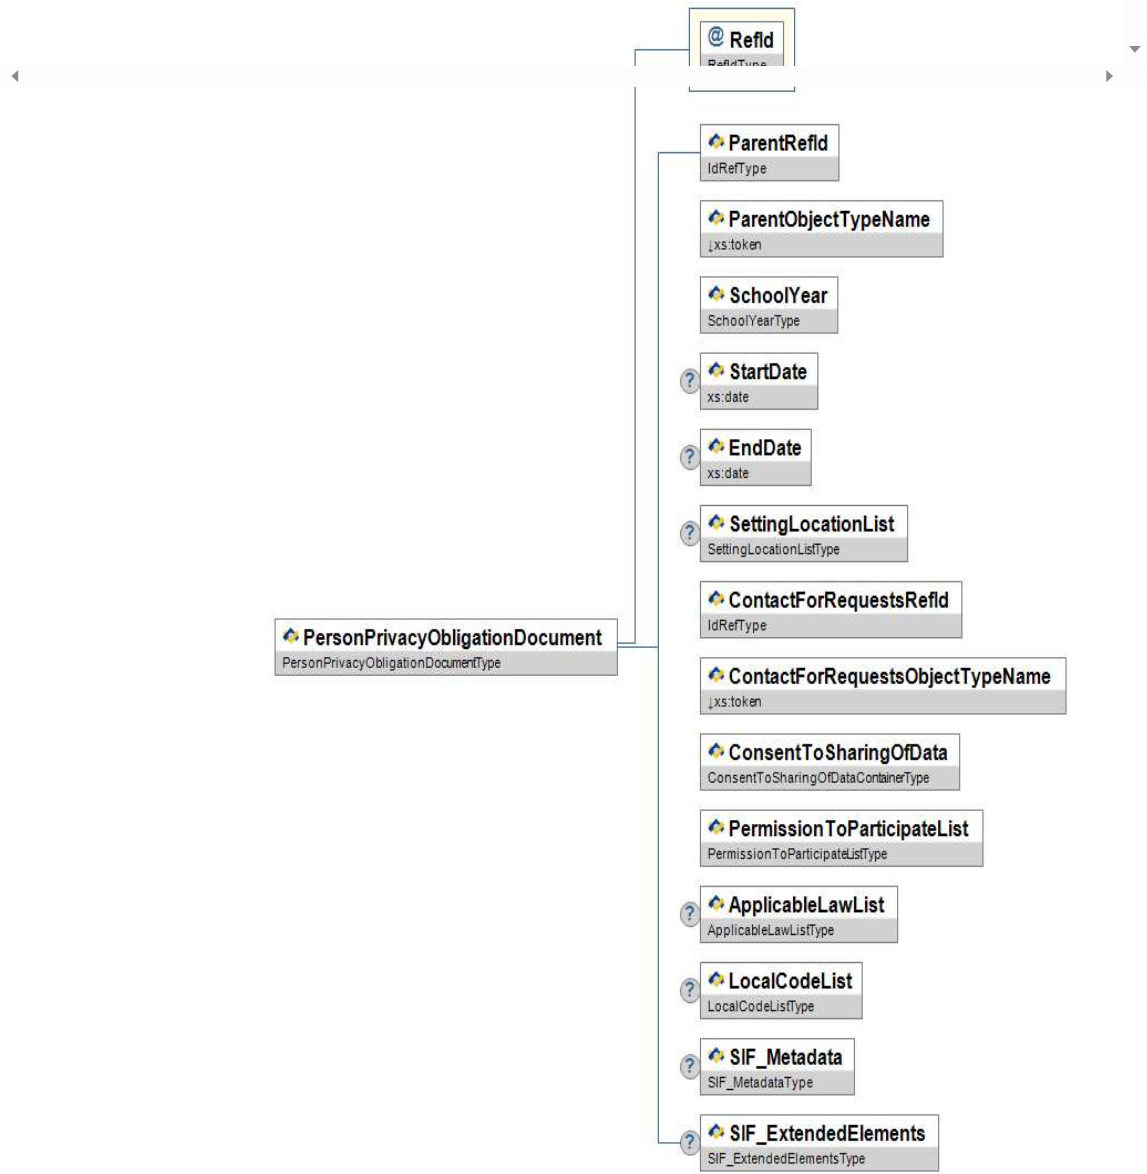 @ RefId
RefIdType
ParentRefId
IdRefType
ParentObjectTypeName
↓xs:token
SchoolYear
SchoolYearType
? StartDate
xs:date
? EndDate
xs:date
? SettingLocationList
SettingLocationListType
ContactForRequestsRefId
IdRefType
PersonPrivacyObligationDocument
PersonPrivacyObligationDocumentType
ContactForRequestsObjectTypeName
↓xs:token
ConsentToSharingOfData
ConsentToSharingOfDataContainerType
PermissionToParticipateList
PermissionToParticipateListType
? ApplicableLawList
ApplicableLawListType
? LocalCodeList
LocalCodeListType
? SIF_Metadata
SIF_MetadataType
? SIF_ExtendedElements
SIF_ExtendedElementsType